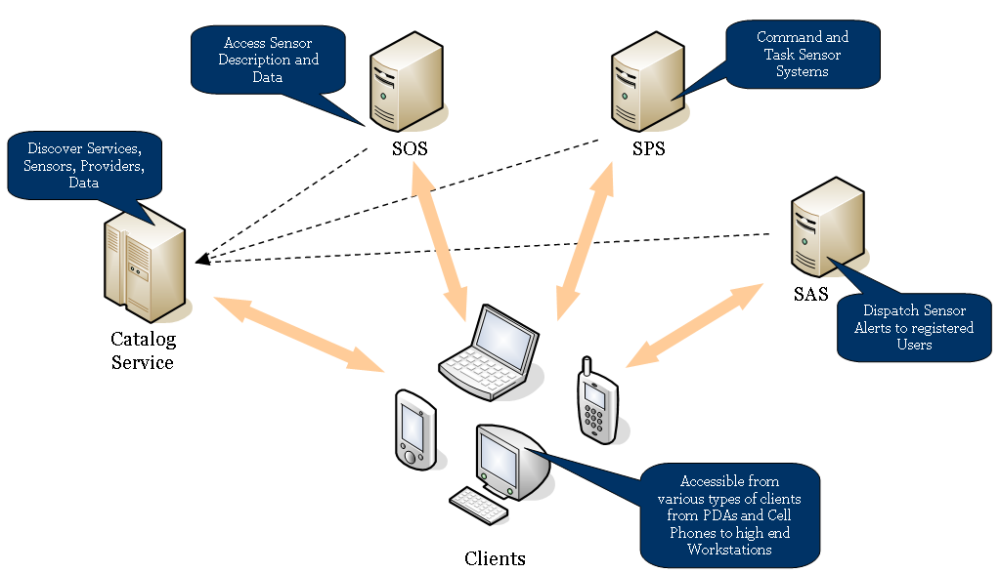 Access Sensor
Description and
Data
Command and
Task Sensor
Systems
SOS
SPS
Discover Services,
Sensors, Providers,
Data
SAS
Dispatch Sensor
Alerts to registered
Users
Catalog
Service
Accessible from
various types of clients
from PDAs and Cell
Phones to high end
Workstations
Clients